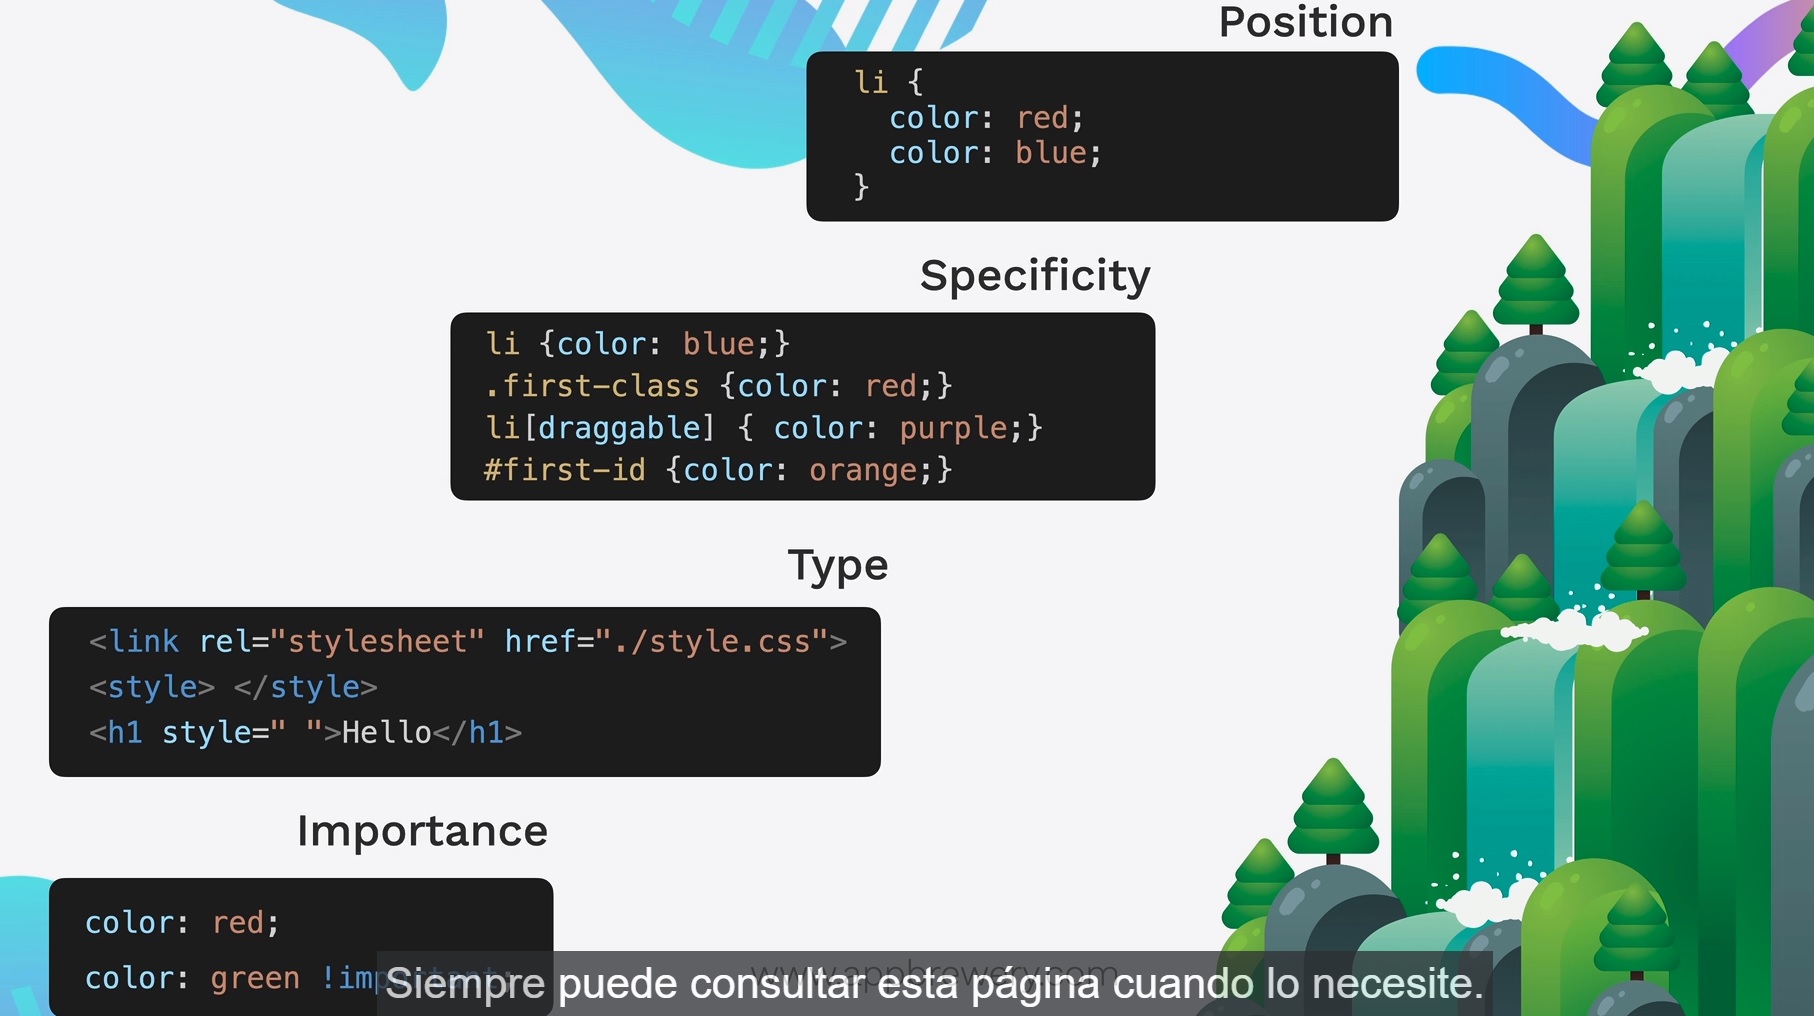 Position
li {
color: red;
color: blue;
}
Specificity
li {color: blue;}
.first-class {color: red;}
li[draggable] { color: purple;}
#first-id {color: orange;}
Type
<link rel="stylesheet" href="./style.css">
<style> </style>
<h1 style=" ">Hello</h1>
Importance
color: red;
color: green !important;
www.appbrewery.com
Siempre puede consultar esta página cuando lo necesite.